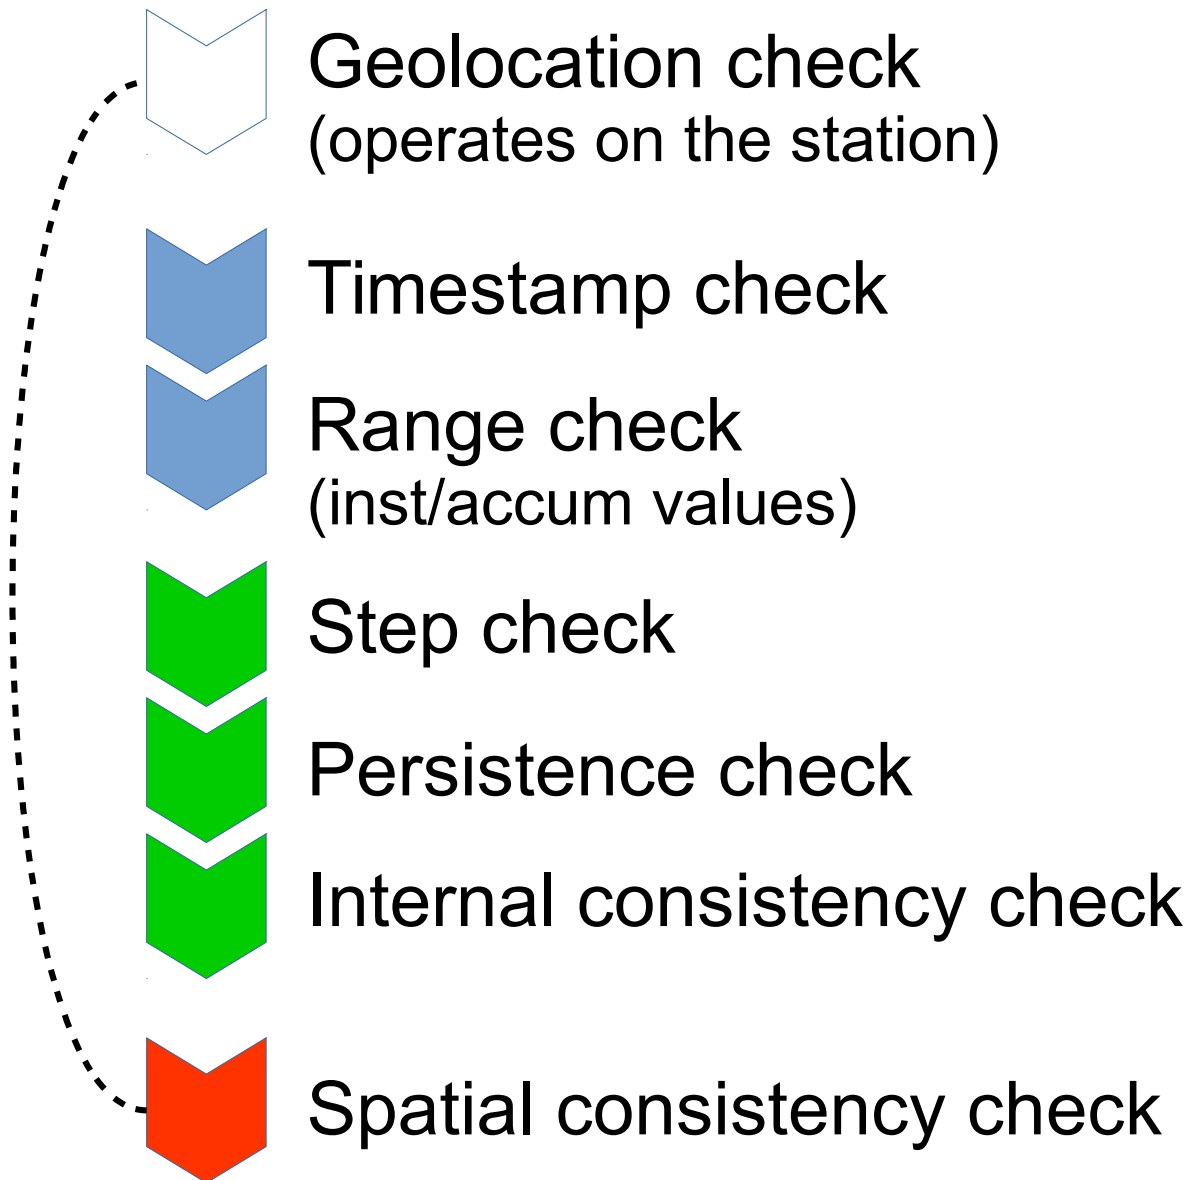 Geolocation check
(operates on the station)
Timestamp check
Range check
(inst/accum values)
Step check
Persistence check
Internal consistency check
Spatial consistency check